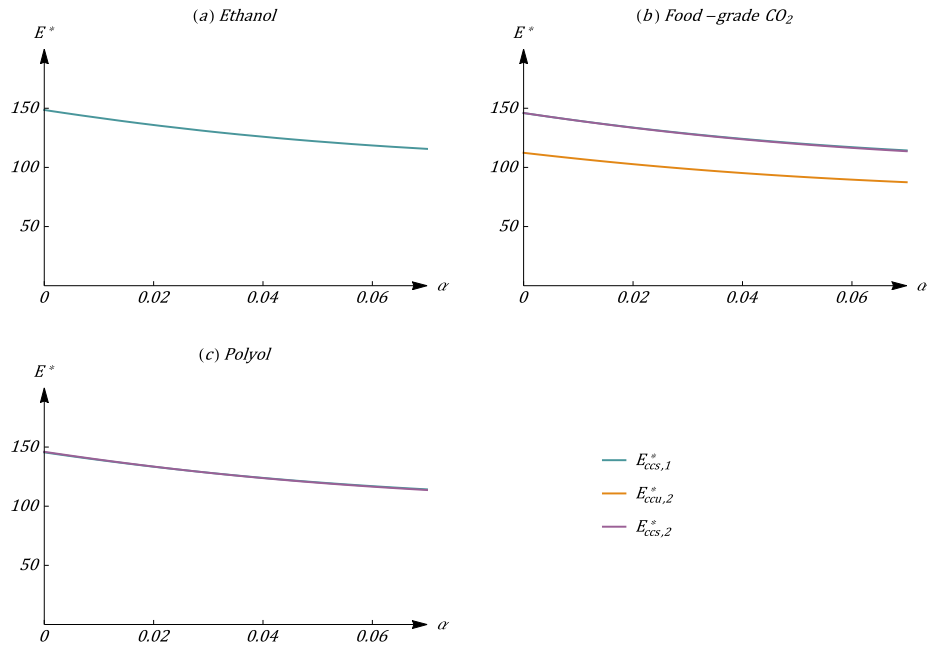 (a) Ethanol
E*
150
100
50
0 0.02 0.04 0.06 α
(b) Food-grade CO₂
E*
150
100
50
0 0.02 0.04 0.06 α
(c) Polyol
E*
150
100
50
0 0.02 0.04 0.06 α
E*ccs,1
E*ccu,2
E*ccs,2